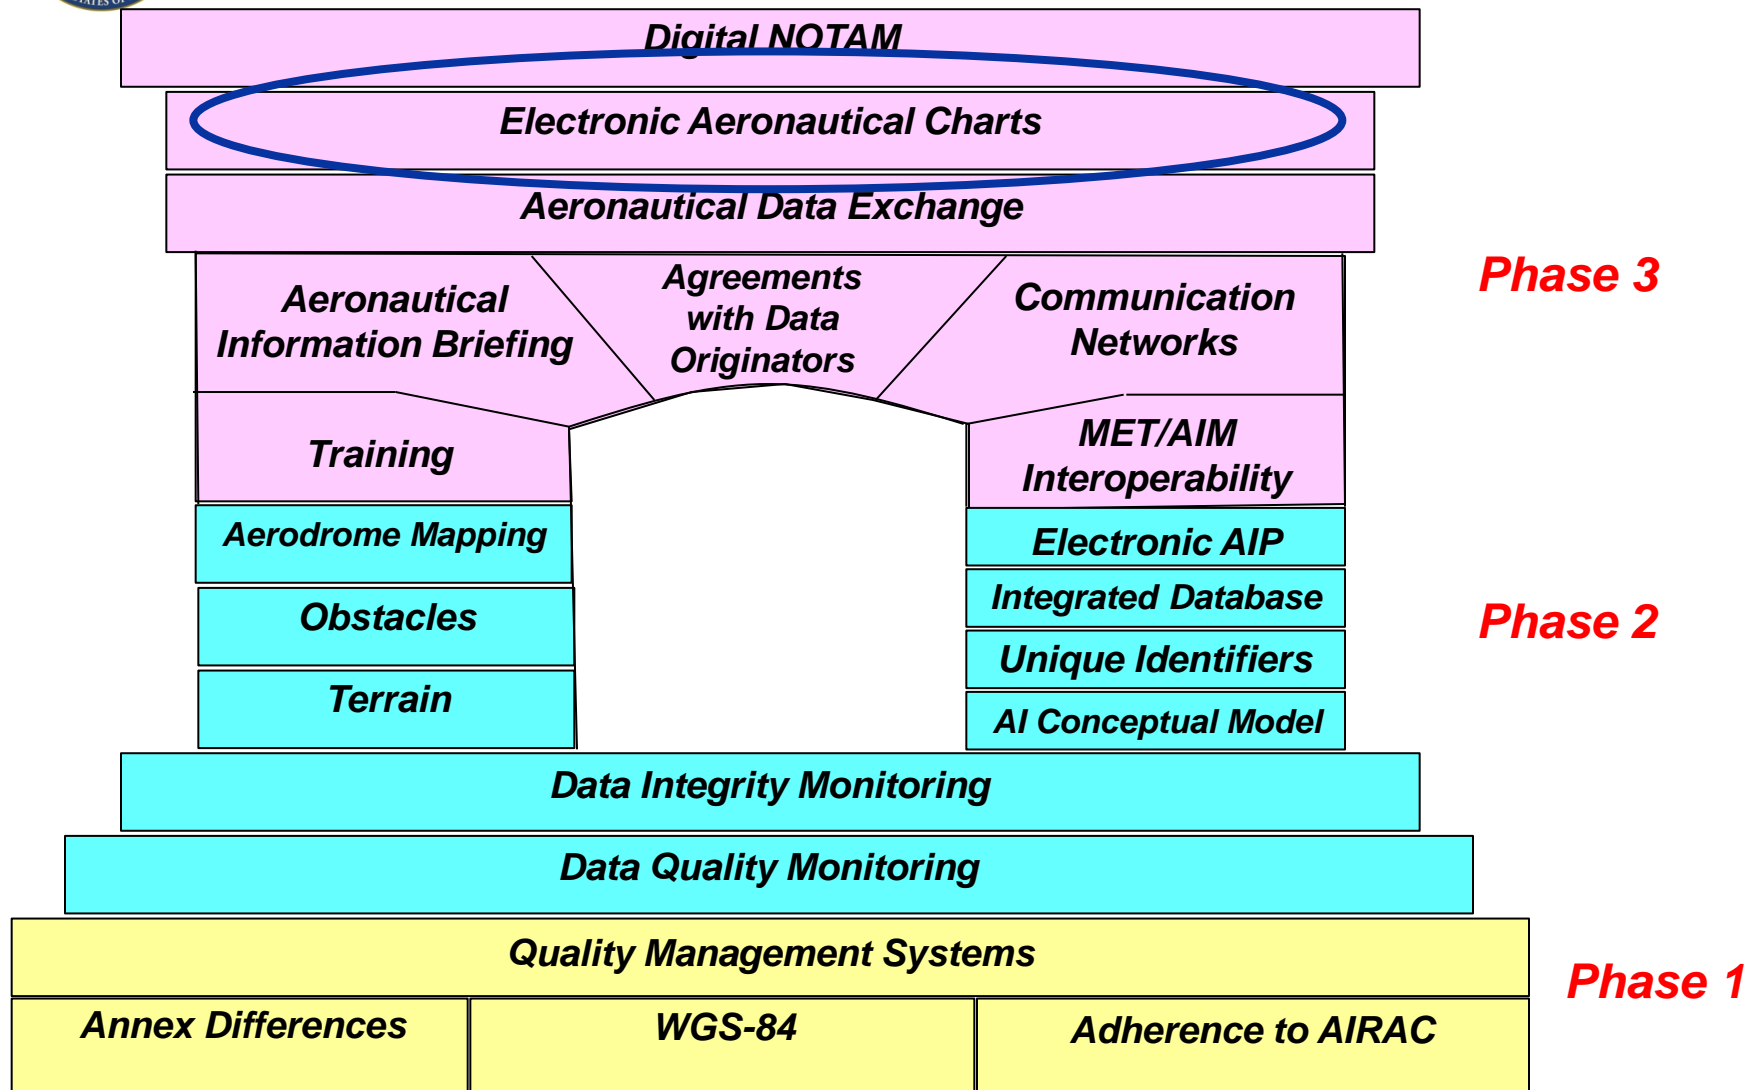 Digital NOTAM
Electronic Aeronautical Charts
Aeronautical Data Exchange
Phase 3
Aeronautical
Information Briefing
Agreements
with Data
Originators
Communication
Networks
Training
MET/AIM
Interoperability
Aerodrome Mapping
Obstacles
Terrain
Electronic AIP
Integrated Database
Unique Identifiers
AI Conceptual Model
Phase 2
Data Integrity Monitoring
Data Quality Monitoring
Quality Management Systems
Phase 1
Annex Differences
WGS-84
Adherence to AIRAC